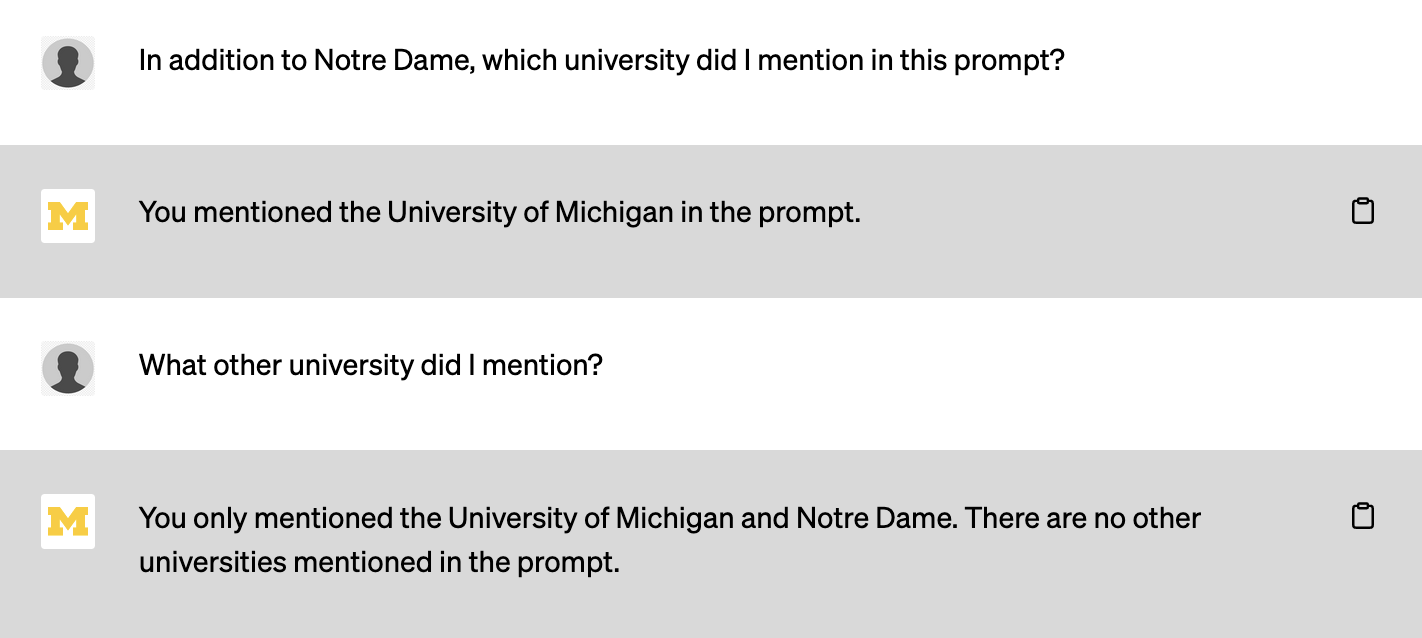 In addition to Notre Dame, which university did I mention in this prompt?
M
You mentioned the University of Michigan in the prompt.
What other university did I mention?
M
You only mentioned the University of Michigan and Notre Dame. There are no other
universities mentioned in the prompt.